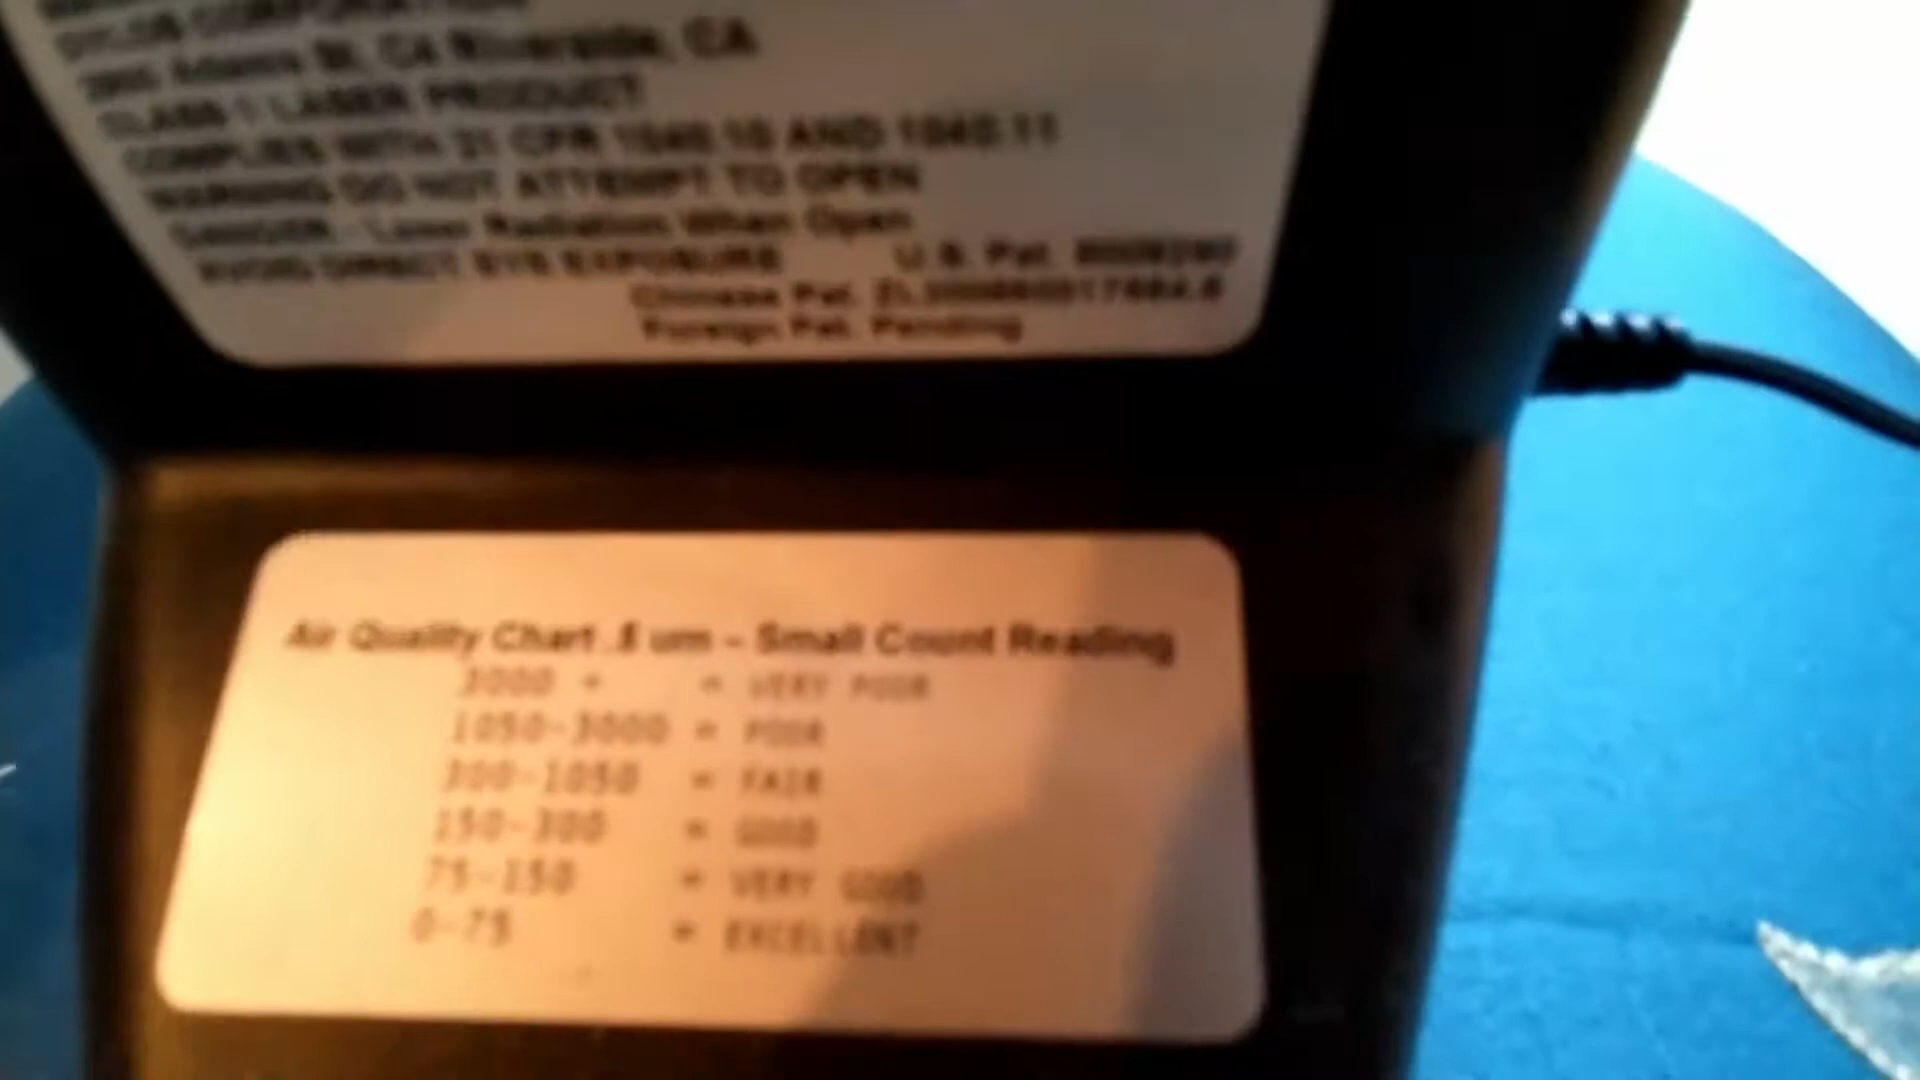 CORPORATION
Adams St, C4 Riverside, CA
CLASS 1 LASER PRODUCT
COMPLIES WITH 21 CFR 1040.10 AND 1040.11
WARNING DO NOT ATTEMPT TO OPEN
DANGER - Laser Radiation When Open
AVOID DIRECT EYE EXPOSURE U.S. Pat.
Chinese Pat.
Foreign Pat. Pending
Air Quality Chart .5 um - Small Count Reading
3000 + = VERY POOR
1050-3000 = POOR
300-1050 = FAIR
150-300 = GOOD
75-150 = VERY GOOD
0-75 = EXCELLENT